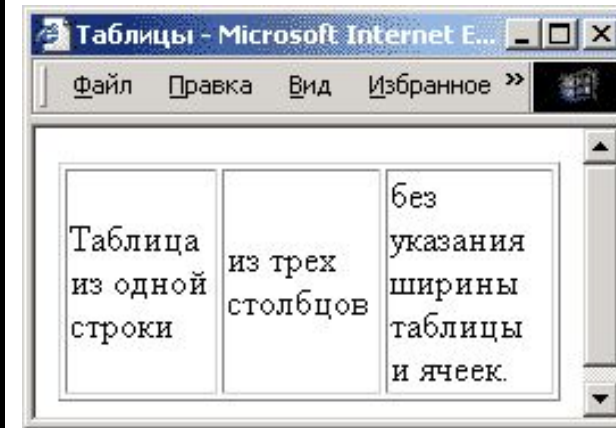 Таблицы - Microsoft Internet E...
Файл Правка Вид Избранное »
Таблица
из одной
строки
из трех
столбцов
без
указания
ширины
таблицы
и ячеек.